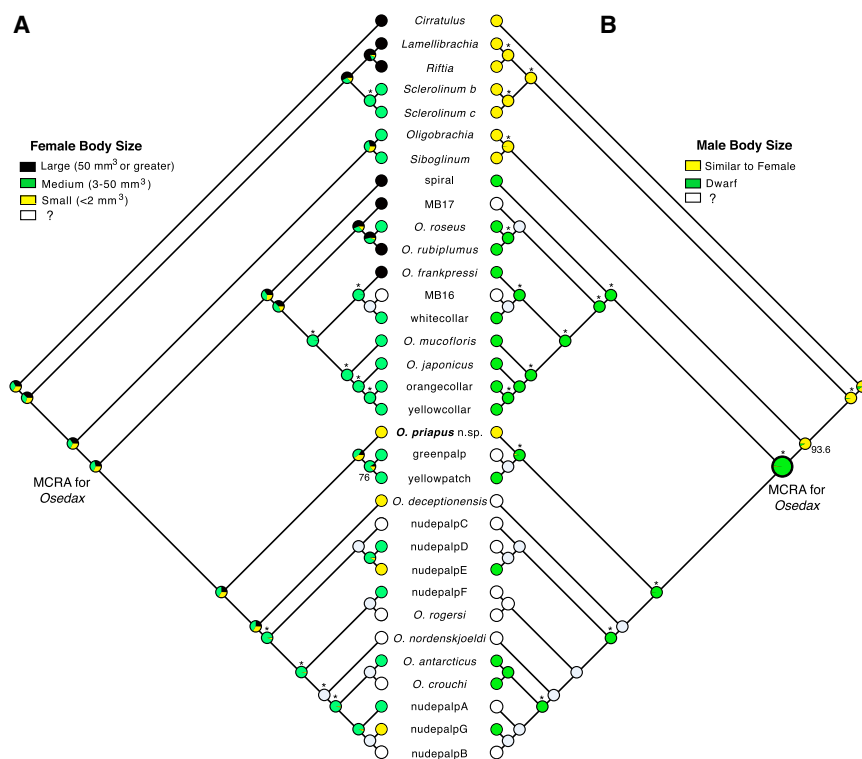 A
B
Cirratulus
Lamellibrachia
Riftia
Sclerolinum b
Sclerolinum c
Oligobrachia
Siboglinum
spiral
MB17
O. roseus
O. rubiplumus
O. frankpressi
MB16
whitecollar
O. mucofloris
O. japonicus
orangecollar
yellowcollar
O. priapus n.sp.
greenpalp
yellowpatch
O. deceptionensis
nudepalpC
nudepalpD
nudepalpE
nudepalpF
O. rogersi
O. nordenskjoeldi
O. antarcticus
O. crouchi
nudepalpA
nudepalpG
nudepalpB
Female Body Size
Large (50 mm³ or greater)
Medium (3-50 mm³)
Small (<2 mm³)
?
Male Body Size
Similar to Female
Dwarf
?
MCRA for
Osedax
76
93.6
MCRA for
Osedax